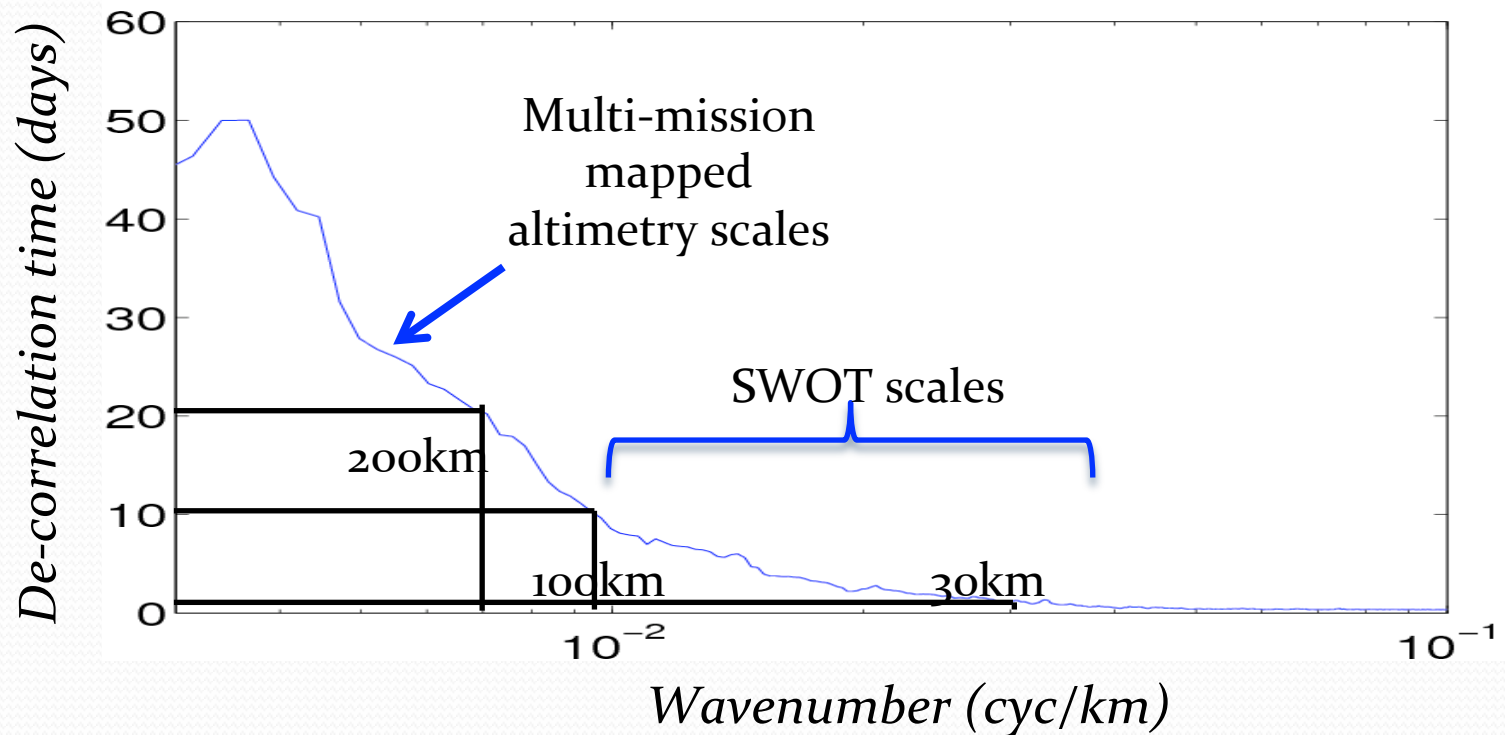 60
50
40
30
20
10
0
De-correlation time (days)
Multi-mission
mapped
altimetry scales
SWOT scales
200km
100km
30km
10⁻²
10⁻¹
Wavenumber (cyc/km)